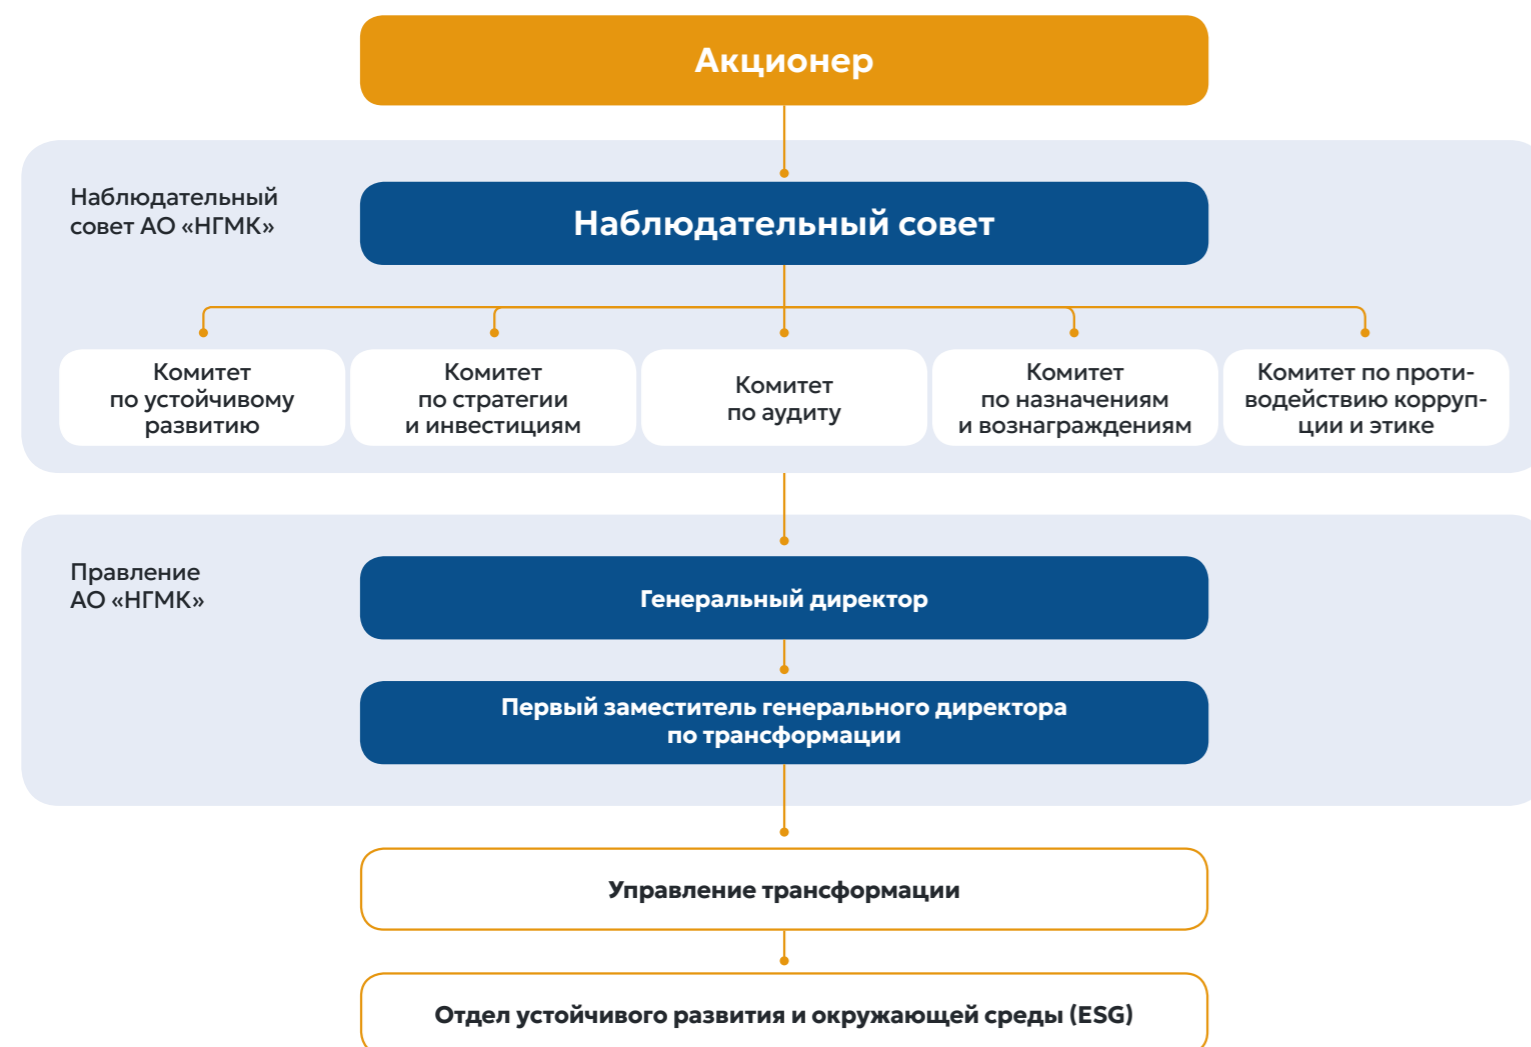 Акционер
Наблюдательный
совет АО «НГМК»
Наблюдательный совет
Комитет
по устойчивому
развитию
Комитет
по стратегии
и инвестициям
Комитет
по аудиту
Комитет
по назначениям
и вознаграждениям
Комитет по проти-
водействию корруп-
ции и этике
Правление
АО «НГМК»
Генеральный директор
Первый заместитель генерального директора
по трансформации
Управление трансформации
Отдел устойчивого развития и окружающей среды (ESG)